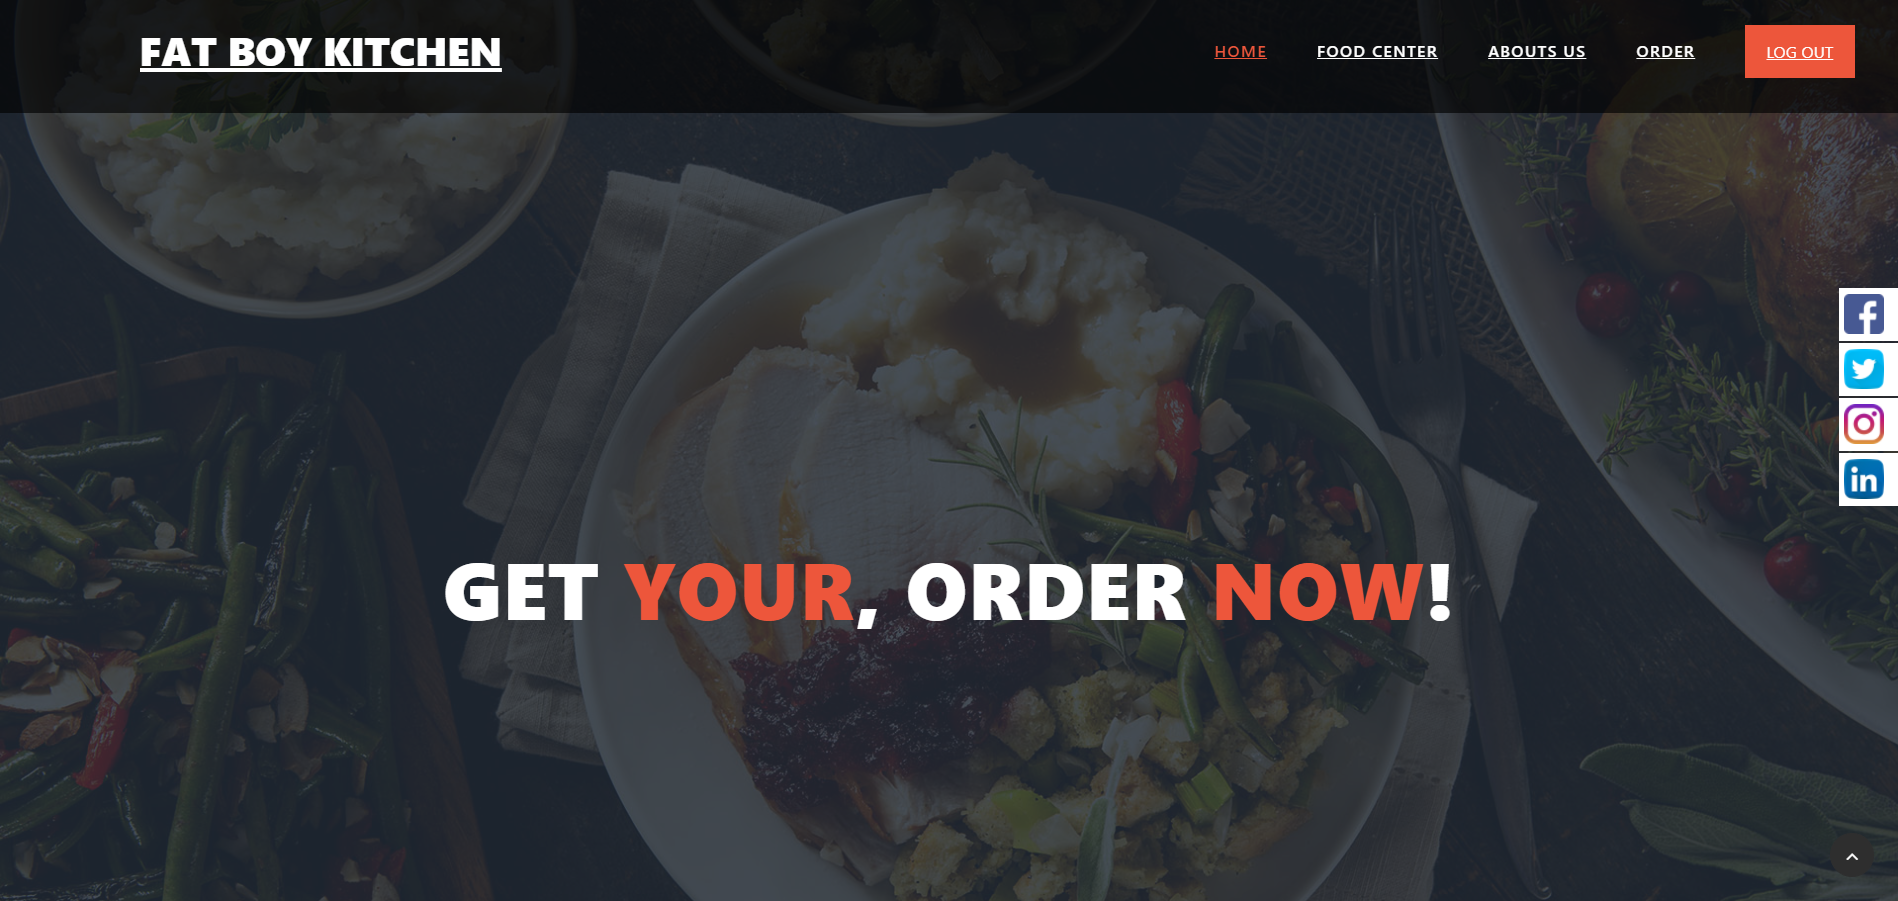 FAT BOY KITCHEN
HOME FOOD CENTER ABOUTS US ORDER LOG OUT
GET YOUR, ORDER NOW!